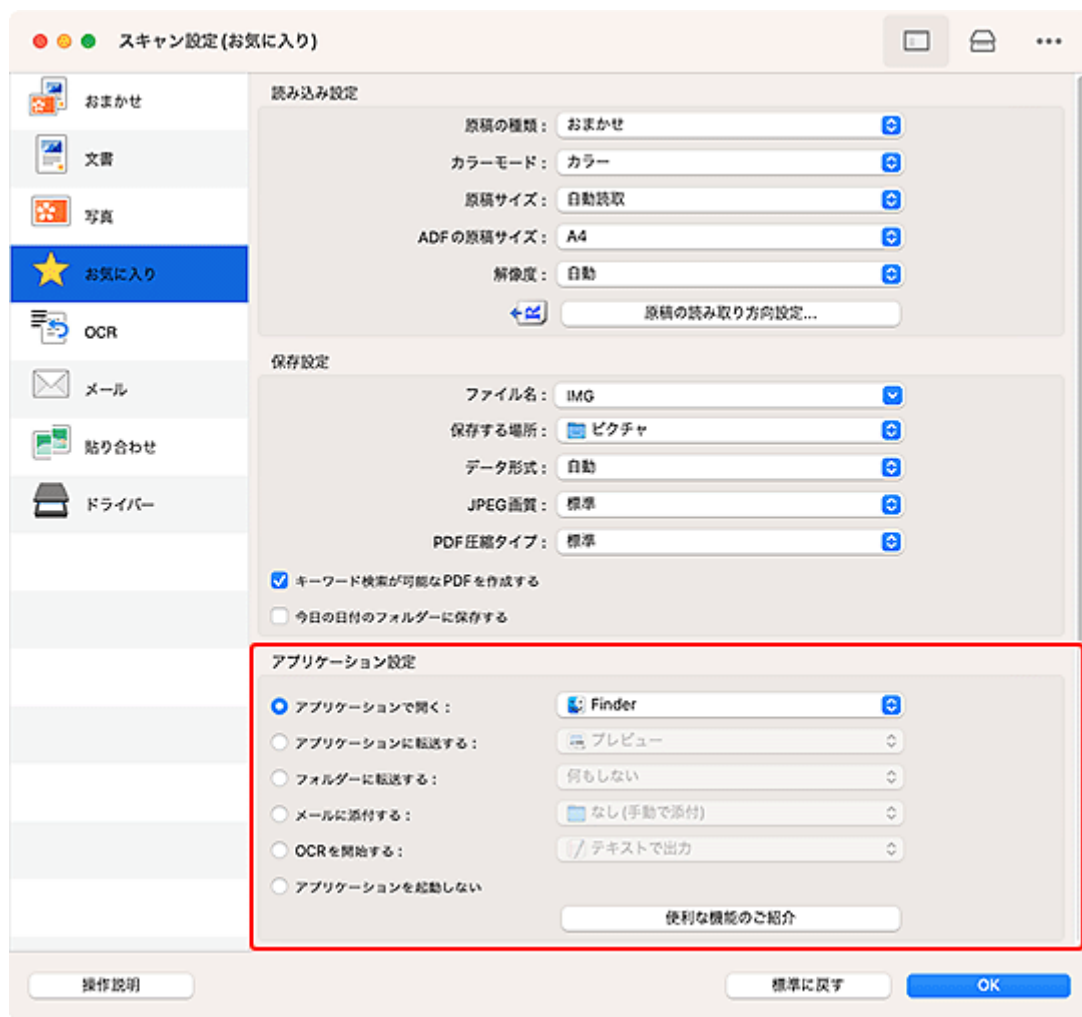 スキャン設定(お気に入り)
おまかせ
文書
写真
お気に入り
OCR
メール
貼り合わせ
ドライバー
読み込み設定
原稿の種類： おまかせ
カラーモード： カラー
原稿サイズ： 自動読取
ADFの原稿サイズ： A4
解像度： 自動
原稿の読み取り方向設定...
保存設定
ファイル名： IMG
保存する場所： ピクチャ
データ形式： 自動
JPEG画質： 標準
PDF圧縮タイプ： 標準
キーワード検索が可能なPDFを作成する
今日の日付のフォルダーに保存する
アプリケーション設定
アプリケーションで開く： Finder
アプリケーションに転送する： プレビュー
フォルダーに転送する： 何もしない
メールに添付する： なし(手動で添付)
OCRを開始する： テキストで出力
アプリケーションを起動しない
便利な機能のご紹介
操作説明
標準に戻す
OK